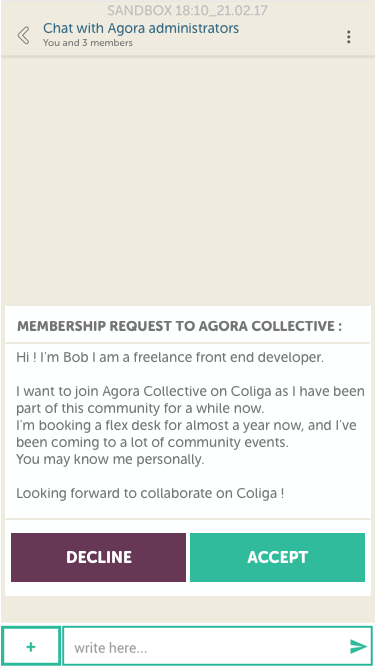 SANDBOX 18:10_21.02.17
Chat with Agora administrators
You and 3 members
MEMBERSHIP REQUEST TO AGORA COLLECTIVE :
Hi ! I'm Bob I am a freelance front end developer.
I want to join Agora Collective on Coliga as I have been
part of this community for a while now.
I'm booking a flex desk for almost a year now, and I've
been coming to a lot of community events.
You may know me personally.
Looking forward to collaborate on Coliga !
DECLINE
ACCEPT
+
write here...